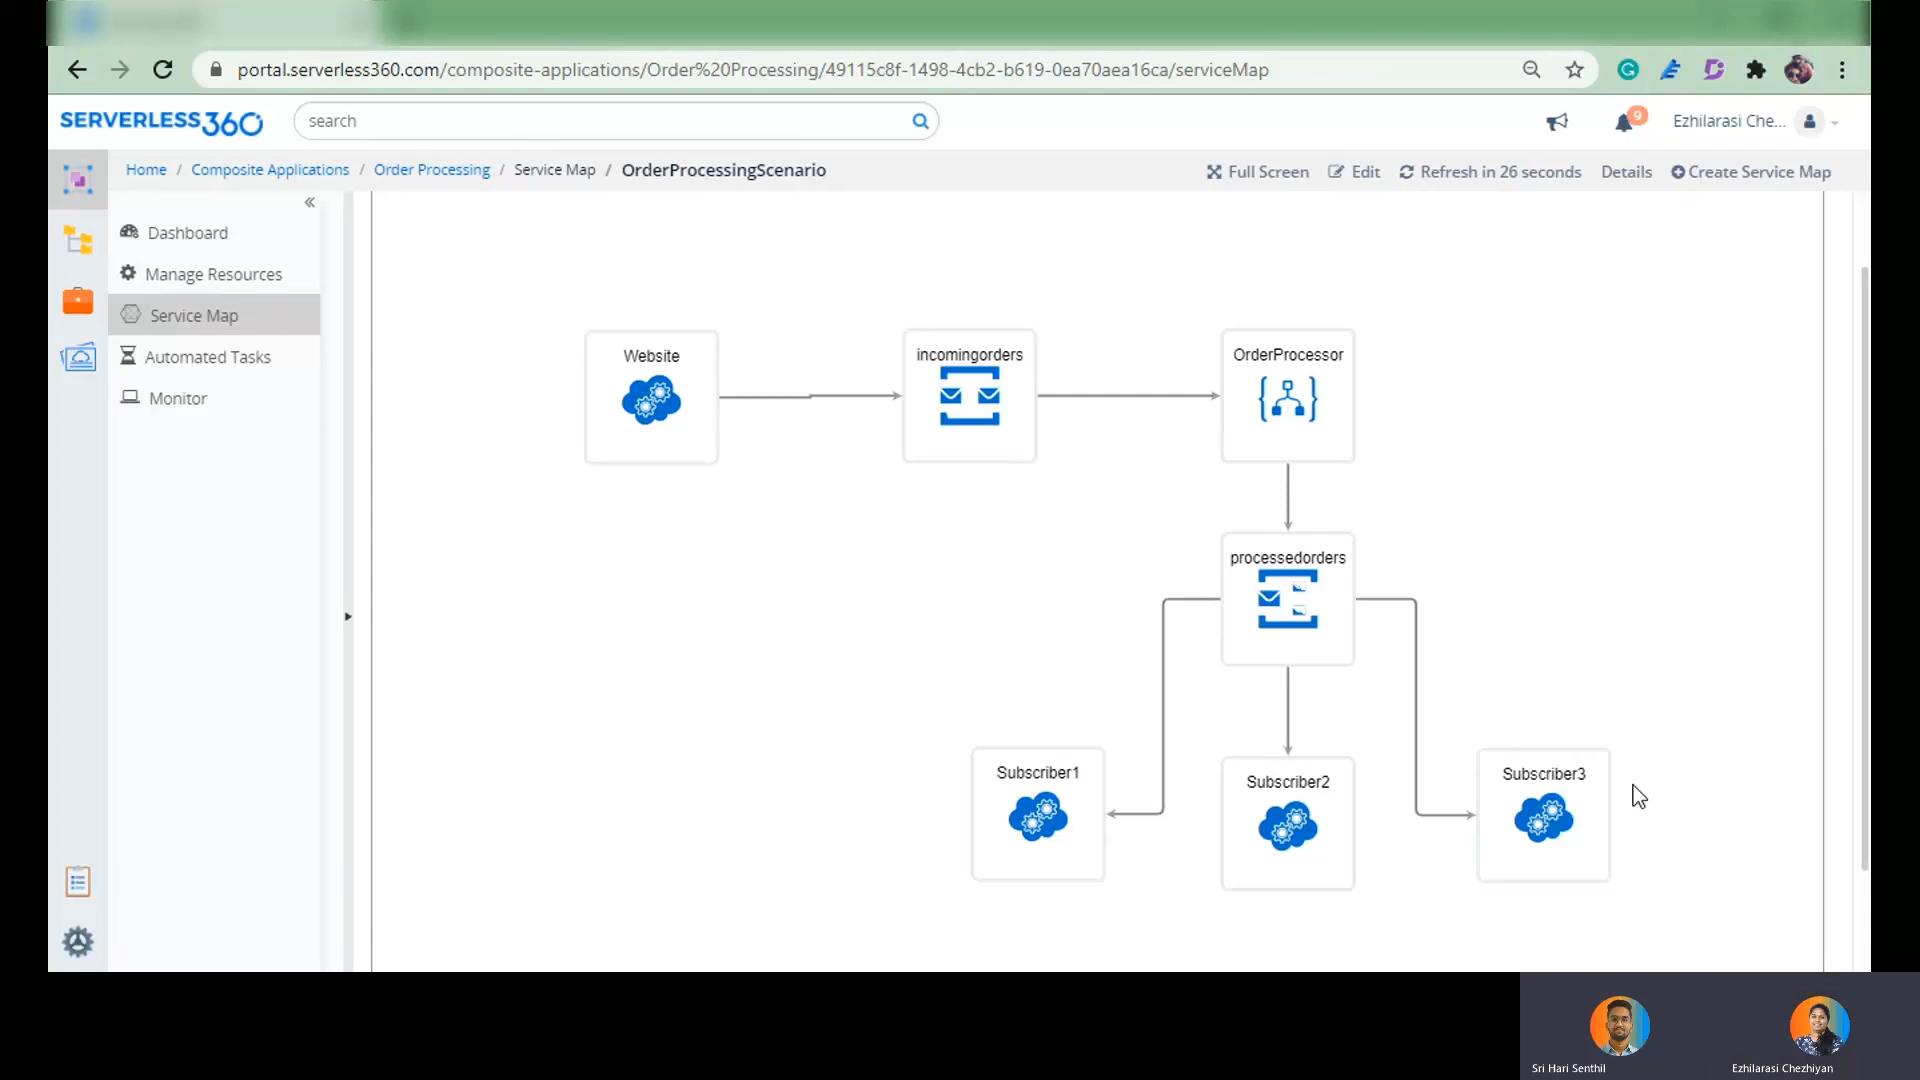 portal.serverless360.com/composite-applications/Order%20Processing/49115c8f-1498-4cb2-b619-0ea70aea16ca/serviceMap
SERVERLESS360
search
9
Ezhilarasi Che...
Home / Composite Applications / Order Processing / Service Map / OrderProcessingScenario
Full Screen
Edit
Refresh in 26 seconds
Details
Create Service Map
Dashboard
Manage Resources
Service Map
Automated Tasks
Monitor
Website
incomingorders
OrderProcessor
processedorders
Subscriber1
Subscriber2
Subscriber3
Sri Hari Senthil
Ezhilarasi Chezhiyan